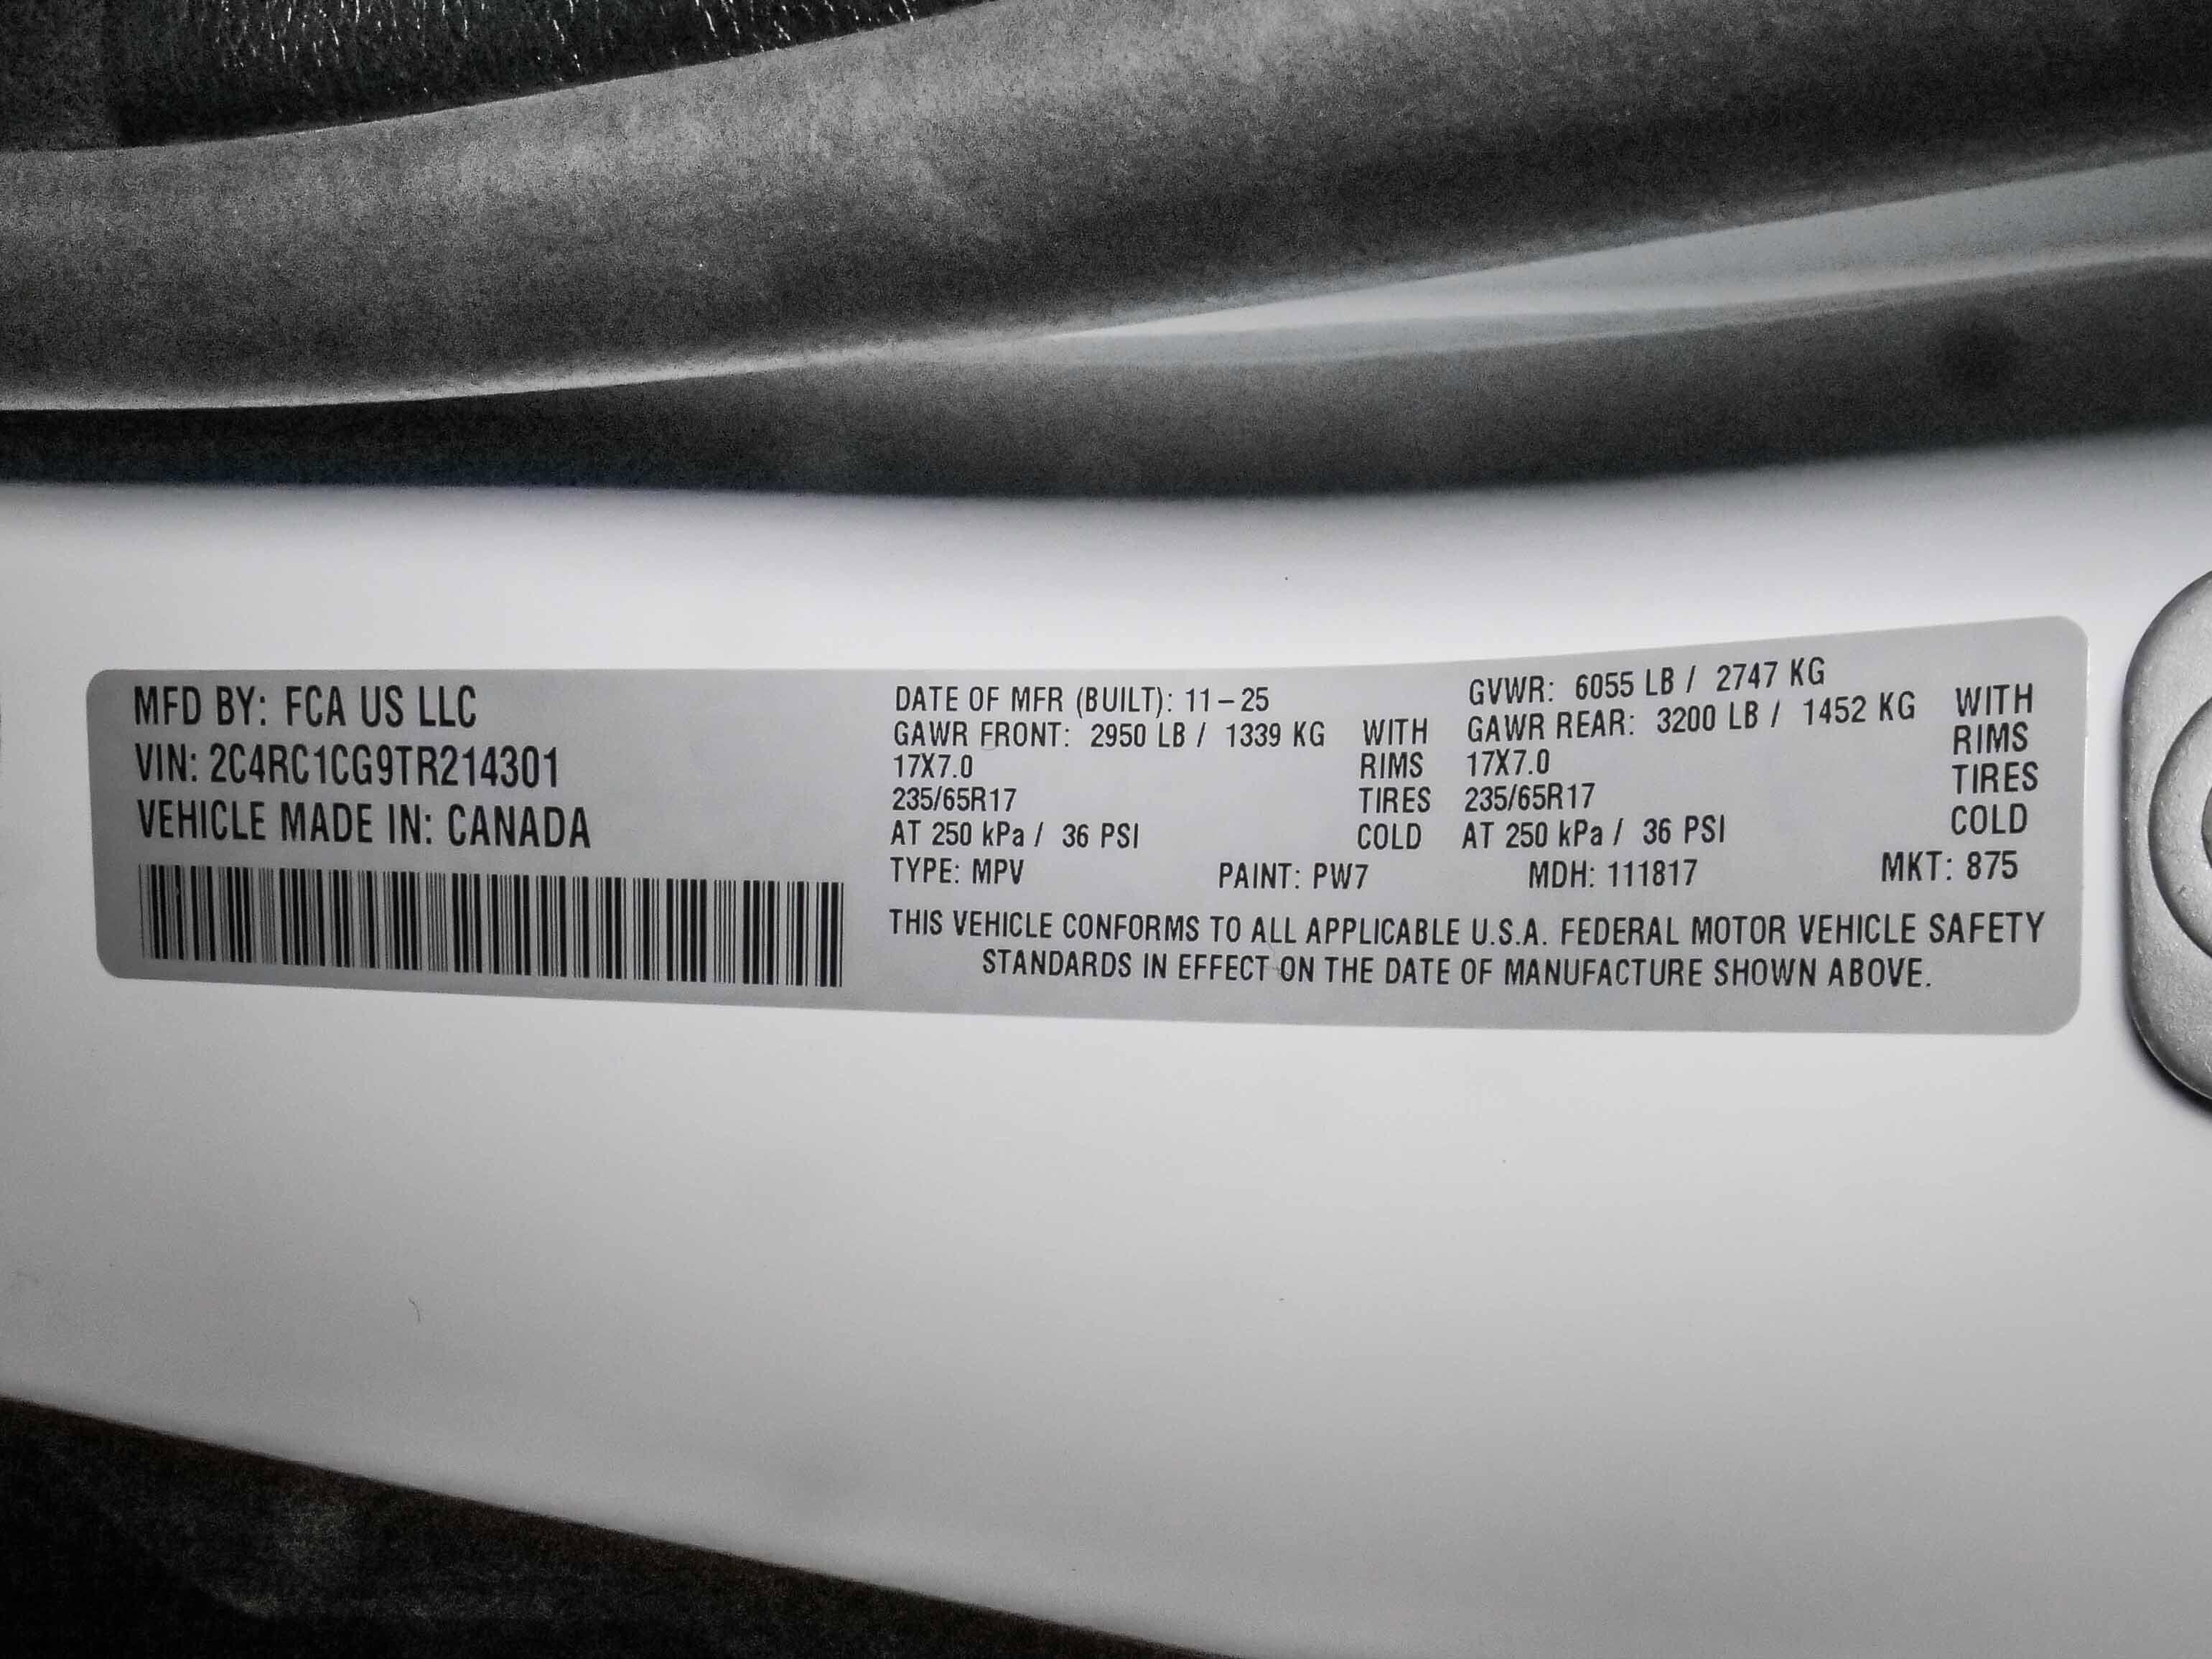 MFD BY: FCA US LLC
VIN: 2C4RC1CG9TR214301
VEHICLE MADE IN: CANADA
DATE OF MFR (BUILT): 11-25
GVWR: 6055 LB / 2747 KG
GAWR FRONT: 2950 LB / 1339 KG WITH
17X7.0 RIMS
235/65R17 TIRES
AT 250 kPa / 36 PSI COLD
GAWR REAR: 3200 LB / 1452 KG WITH
17X7.0 RIMS
235/65R17 TIRES
AT 250 kPa / 36 PSI COLD
TYPE: MPV PAINT: PW7 MDH: 111817 MKT: 875
THIS VEHICLE CONFORMS TO ALL APPLICABLE U.S.A. FEDERAL MOTOR VEHICLE SAFETY
STANDARDS IN EFFECT ON THE DATE OF MANUFACTURE SHOWN ABOVE.